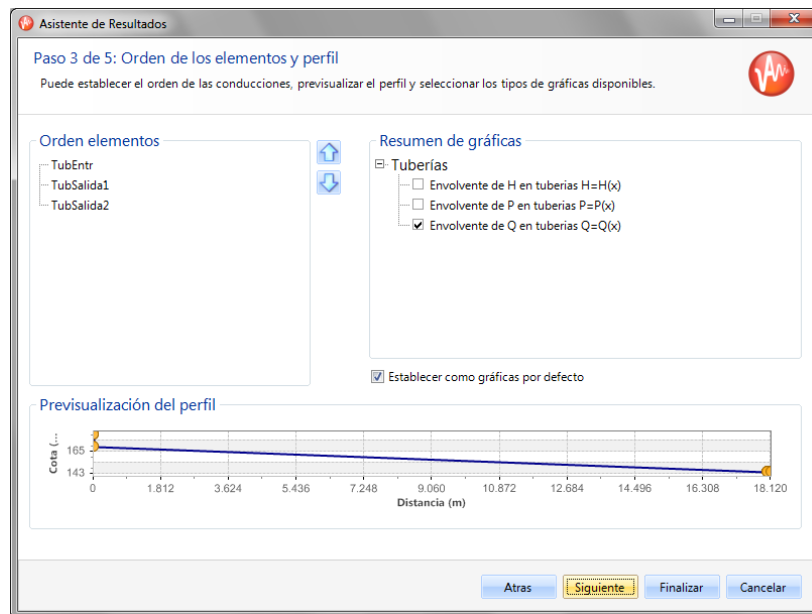 Asistente de Resultados
Paso 3 de 5: Orden de los elementos y perfil
Puede establecer el orden de las conducciones, previsualizar el perfil y seleccionar los tipos de gráficas disponibles.
Orden elementos
TubEntr
TubSalida1
TubSalida2
Resumen de gráficas
Tuberías
Envolvente de H en tuberias H=H(x)
Envolvente de P en tuberias P=P(x)
Envolvente de Q en tuberias Q=Q(x)
Establecer como gráficas por defecto
Previsualización del perfil
Cota (...
165
143
0 1.812 3.624 5.436 7.248 9.060 10.872 12.684 14.496 16.308 18.120
Distancia (m)
Atras Siguiente Finalizar Cancelar